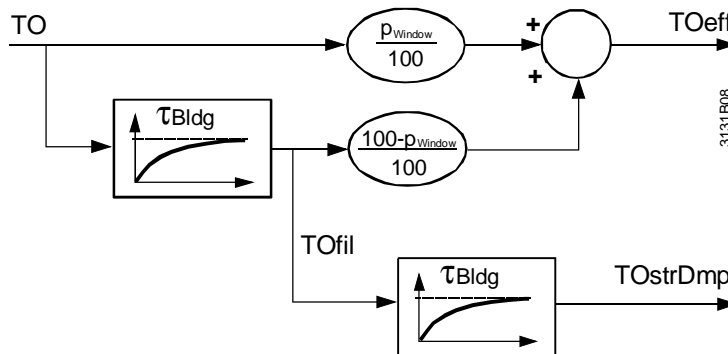 TO
pWindow
100
+
TOeff
+
3131B08
τBldg
100-pWindow
100
TOfil
τBldg
TOstrDmp